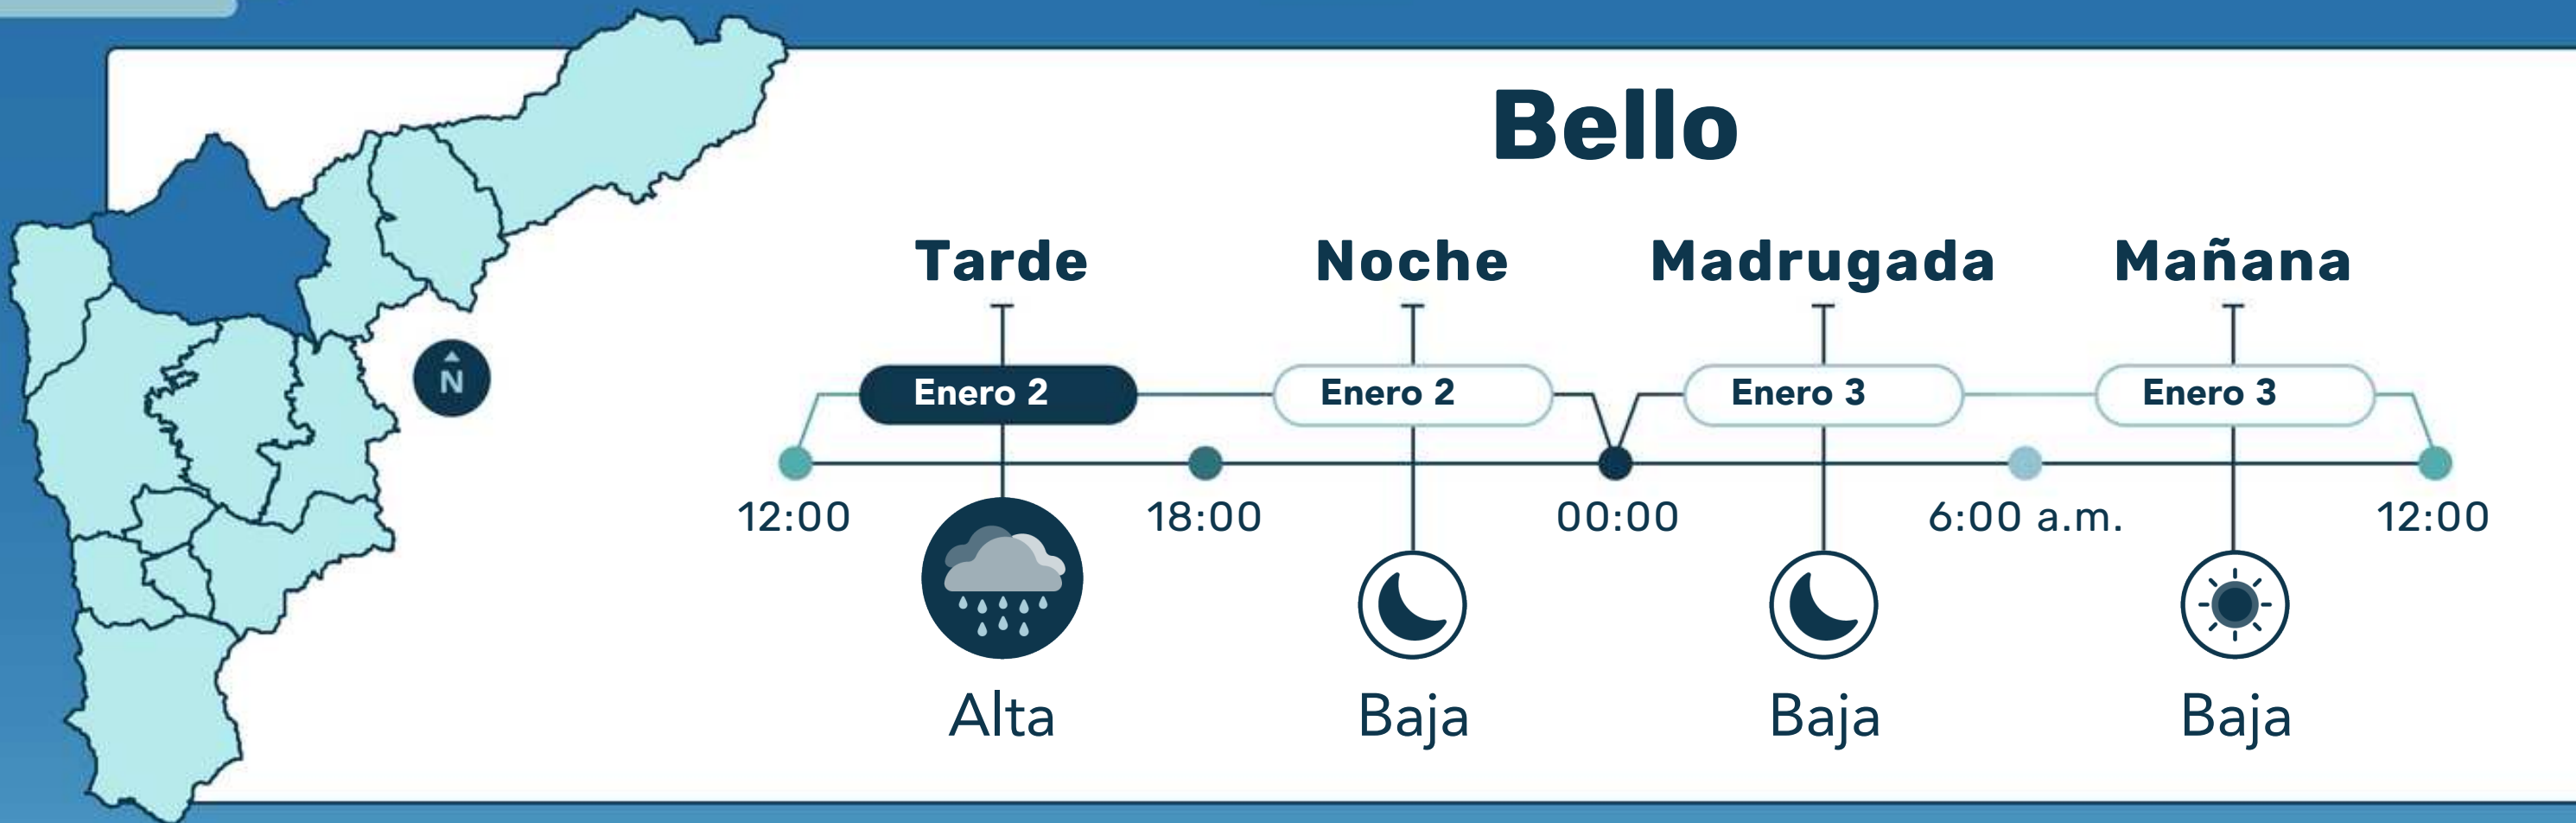 Bello
Tarde Noche Madrugada Mañana
Enero 2 Enero 2 Enero 3 Enero 3
N
12:00 18:00 00:00 6:00 a.m. 12:00
Alta Baja Baja Baja